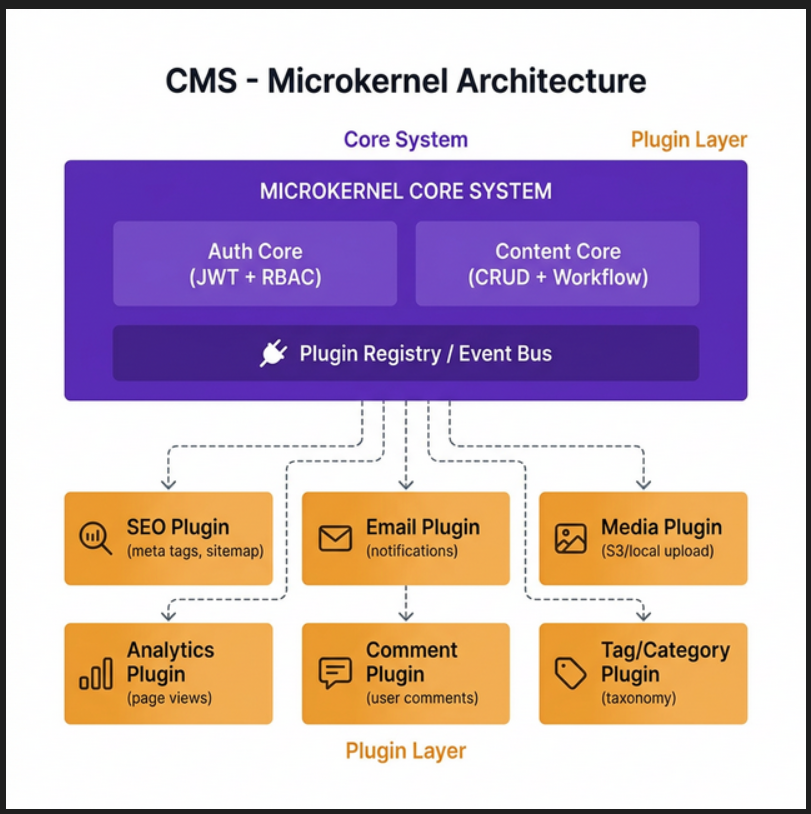 CMS - Microkernel Architecture
Core System
Plugin Layer
MICROKERNEL CORE SYSTEM
Auth Core
(JWT + RBAC)
Content Core
(CRUD + Workflow)
Plugin Registry / Event Bus
SEO Plugin
(meta tags, sitemap)
Email Plugin
(notifications)
Media Plugin
(S3/local upload)
Analytics
Plugin
(page views)
Comment
Plugin
(user comments)
Tag/Category
Plugin
(taxonomy)
Plugin Layer